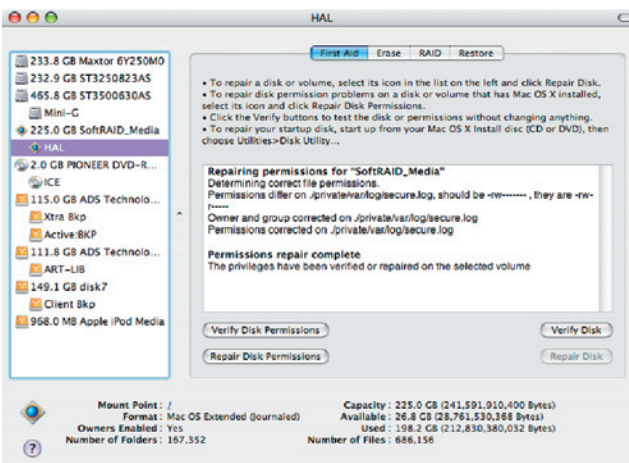 HAL
First Aid Erase RAID Restore
233.8 GB Maxtor 6Y250M0
232.9 GB ST3250823AS
465.8 GB ST3500630AS
Mini-G
225.0 GB SoftRAID_Media
HAL
2.0 GB PIONEER DVD-R...
ICE
115.0 GB ADS Technolo...
Xtra Bkp
Active:BKP
111.8 GB ADS Technolo...
ART-LIB
149.1 GB disk7
Client Bkp
968.0 MB Apple iPod Media
• To repair a disk or volume, select its icon in the list on the left and click Repair Disk.
• To repair disk permission problems on a disk or volume that has Mac OS X installed,
select its icon and click Repair Disk Permissions.
• Click the Verify buttons to test the disk or permissions without changing anything.
• To repair your startup disk, start up from your Mac OS X Install disc (CD or DVD), then
choose Utilities>Disk Utility...
Repairing permissions for "SoftRAID_Media"
Determining correct file permissions.
Permissions differ on ./private/var/log/secure.log, should be -rw------- , they are -rw-
r-----
Owner and group corrected on ./private/var/log/secure.log
Permissions corrected on ./private/var/log/secure.log
Permissions repair complete
The privileges have been verified or repaired on the selected volume
Verify Disk Permissions Verify Disk
Repair Disk Permissions Repair Disk
Mount Point : / Capacity : 225.0 GB (241,591,910,400 Bytes)
Format : Mac OS Extended (Journaled) Available : 26.8 GB (28,761,530,368 Bytes)
Owners Enabled : Yes Used : 198.2 GB (212,830,380,032 Bytes)
Number of Folders : 167,352 Number of Files : 686,156
?